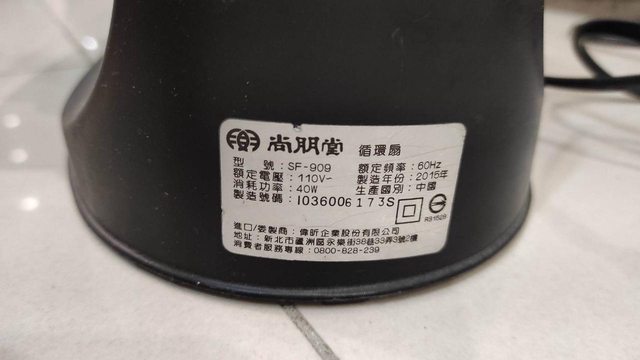 尚朋堂 循環扇
型 號：SF-909 額定頻率：60Hz
額定電壓：110V~ 製造年份：2015年
消耗功率：40W 生產國別：中國
製造號碼：I036006173S
R31528
進口/委製商：偉昕企業股份有限公司
地址：新北市蘆洲區永樂街38巷33弄3號2樓
消費者服務專線：0800-828-239